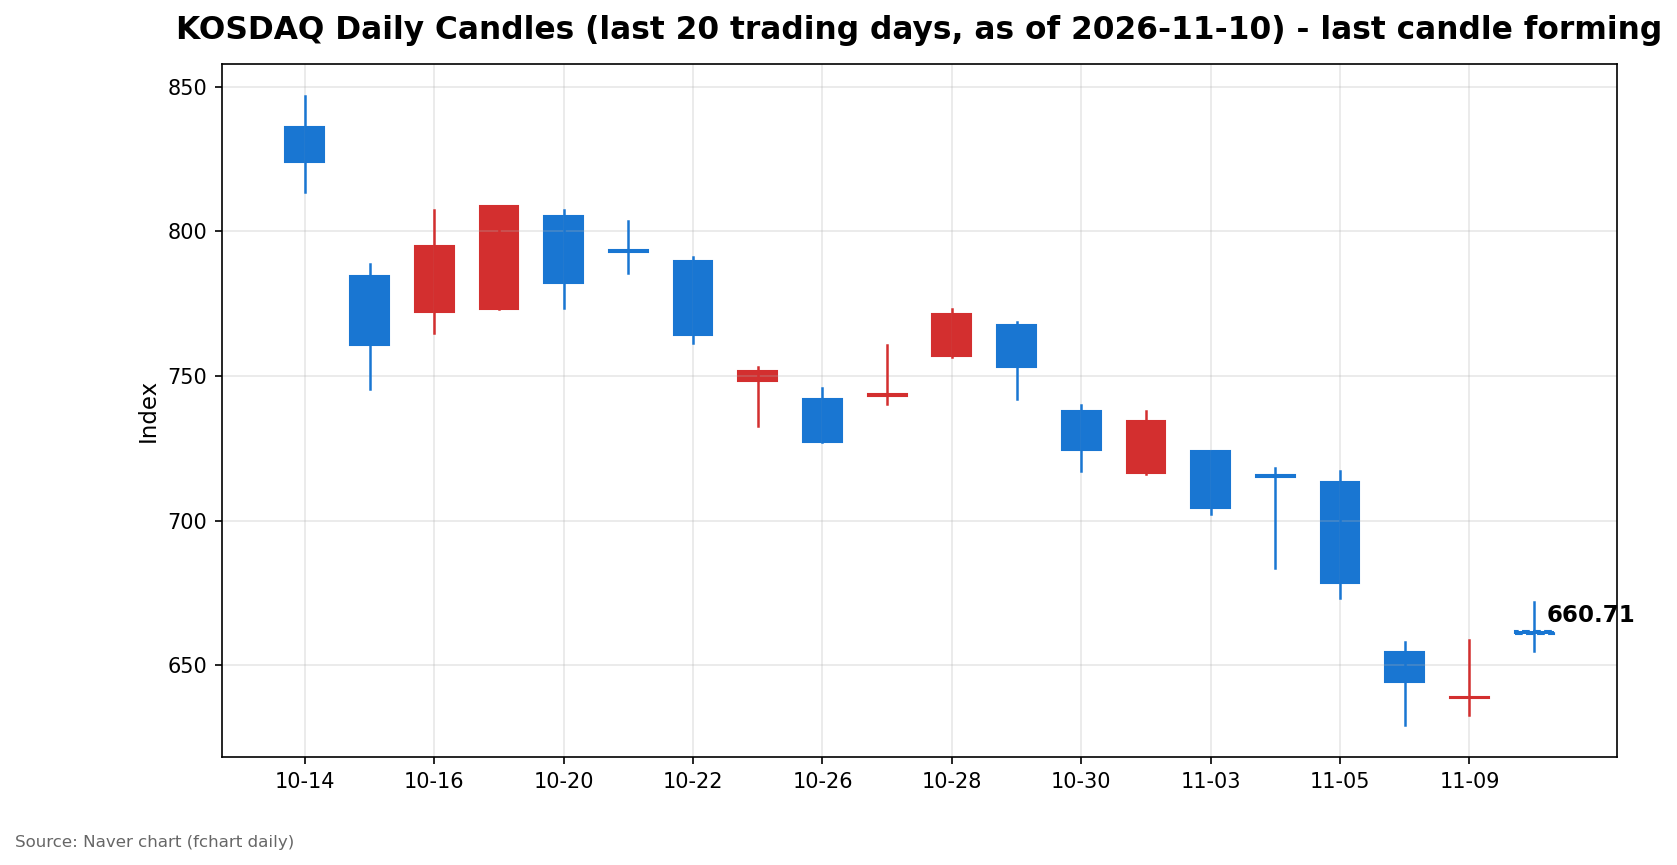 KOSDAQ Daily Candles (last 20 trading days, as of 2026-11-10) - last candle forming
850
800
750
700
650
Index
660.71
10-14 10-16 10-20 10-22 10-26 10-28 10-30 11-03 11-05 11-09
Source: Naver chart (fchart daily)